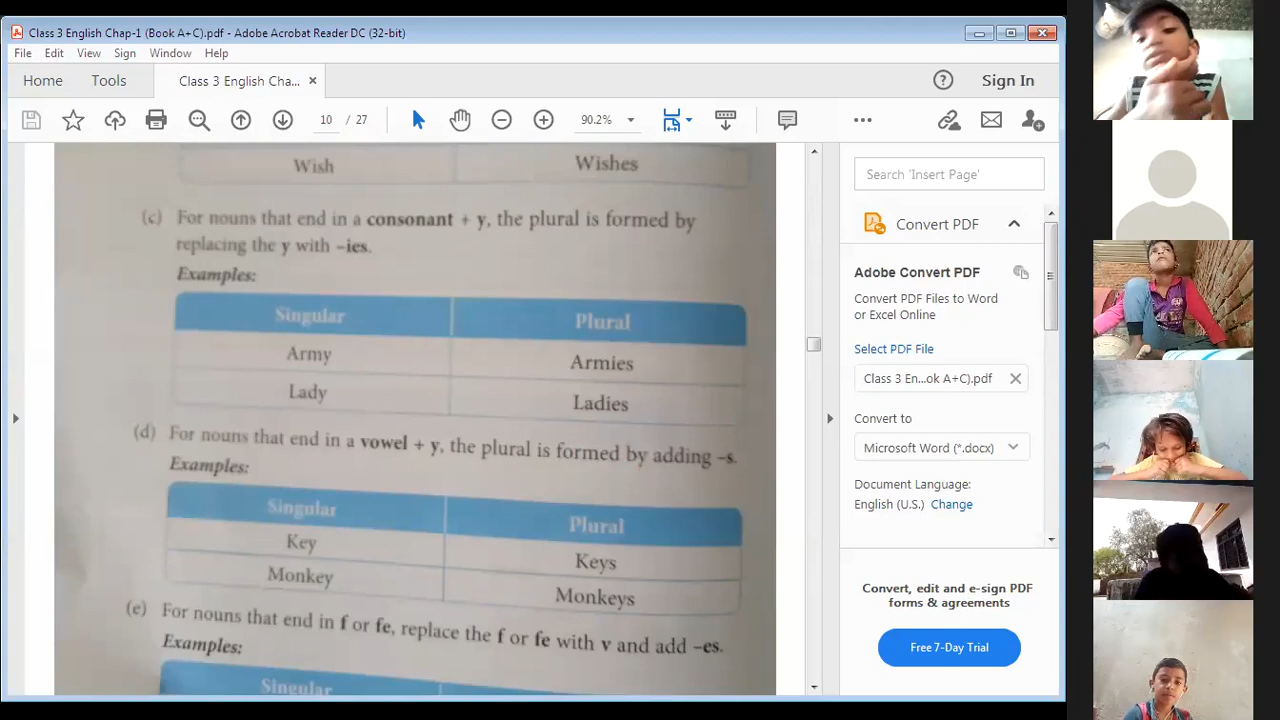 Class 3 English Chap-1 (Book A+C).pdf - Adobe Acrobat Reader DC (32-bit)
File Edit View Sign Window Help
Home Tools Class 3 English Cha... Sign In
10 / 27 90.2%
Wish Wishes
(c) For nouns that end in a consonant + y, the plural is formed by
replacing the y with –ies.
Examples:
Singular Plural
Army Armies
Lady Ladies
(d) For nouns that end in a vowel + y, the plural is formed by adding –s.
Examples:
Singular Plural
Key Keys
Monkey Monkeys
(e) For nouns that end in f or fe, replace the f or fe with v and add –es.
Examples:
Singular
Search 'Insert Page'
Convert PDF
Adobe Convert PDF
Convert PDF Files to Word
or Excel Online
Select PDF File
Class 3 En...ok A+C).pdf
Convert to
Microsoft Word (*.docx)
Document Language:
English (U.S.) Change
Convert, edit and e-sign PDF
forms & agreements
Free 7-Day Trial